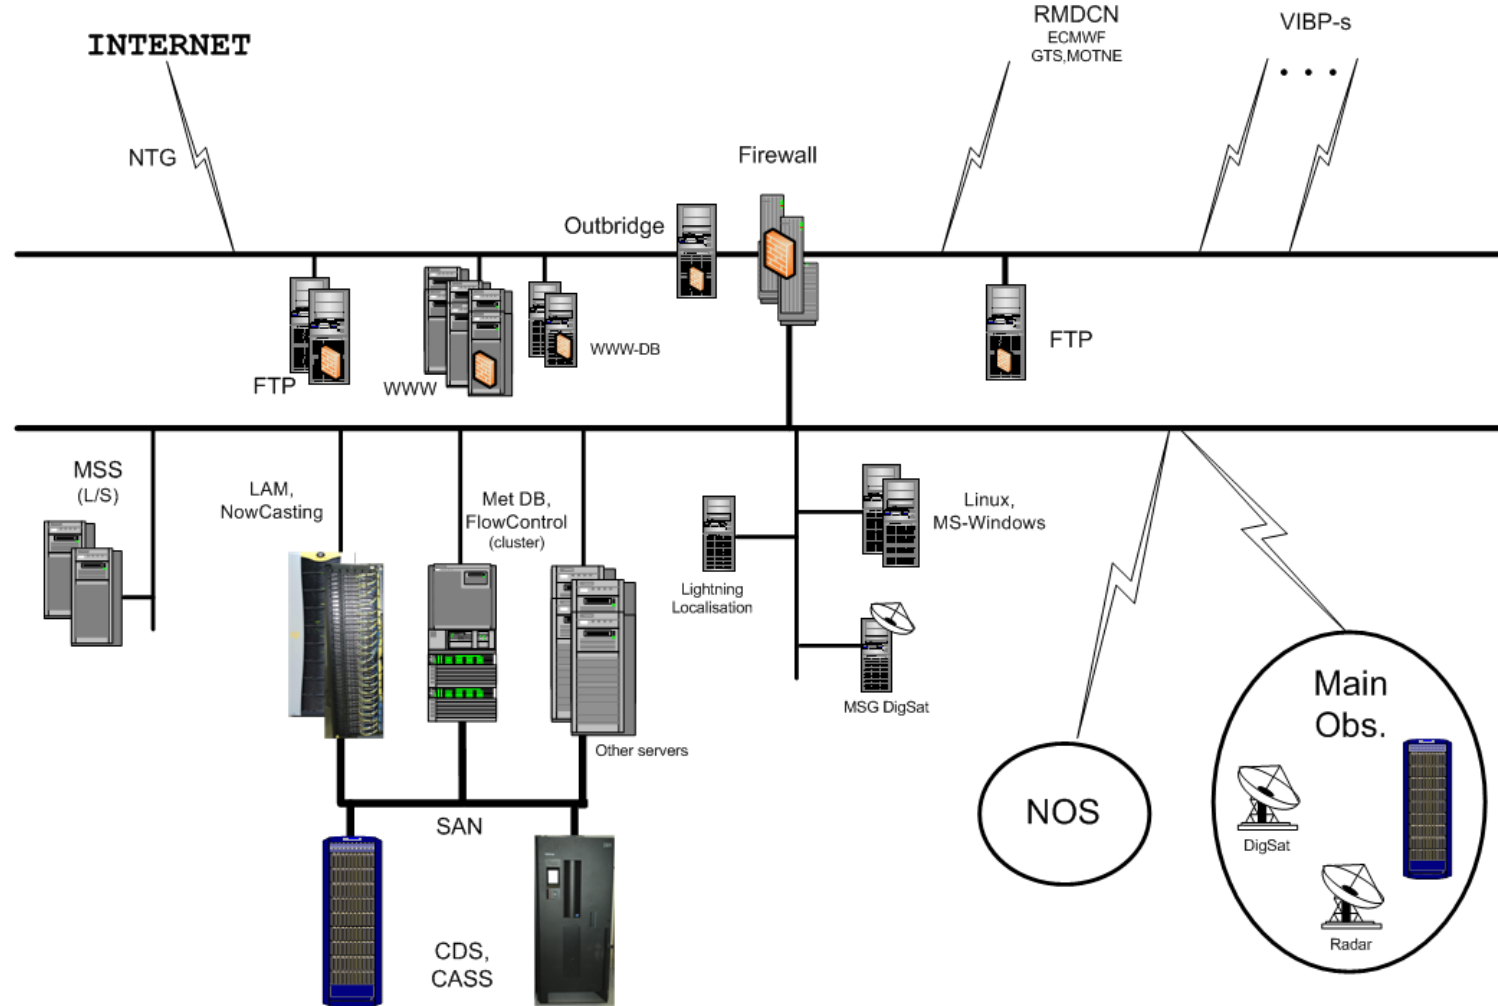 INTERNET
RMDCN
ECMWF
GTS,MOTNE
VIBP-s
NTG
Firewall
Outbridge
FTP
WWW
WWW-DB
FTP
MSS
(L/S)
LAM,
NowCasting
Met DB,
FlowControl
(cluster)
Linux,
MS-Windows
Lightning
Localisation
MSG DigSat
Other servers
Main
Obs.
NOS
SAN
DigSat
Radar
CDS,
CASS